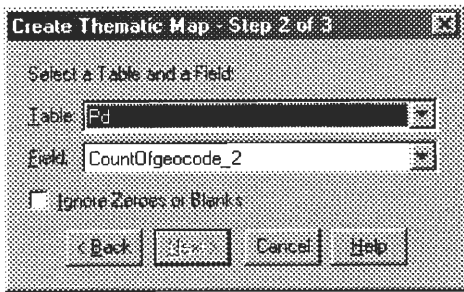 Create Thematic Map - Step 2 of 3
Select a Table and a Field:
Table: Pd
Field: CountOfgeocode_2
Ignore Zeroes or Blanks
< Back Next > Cancel Help